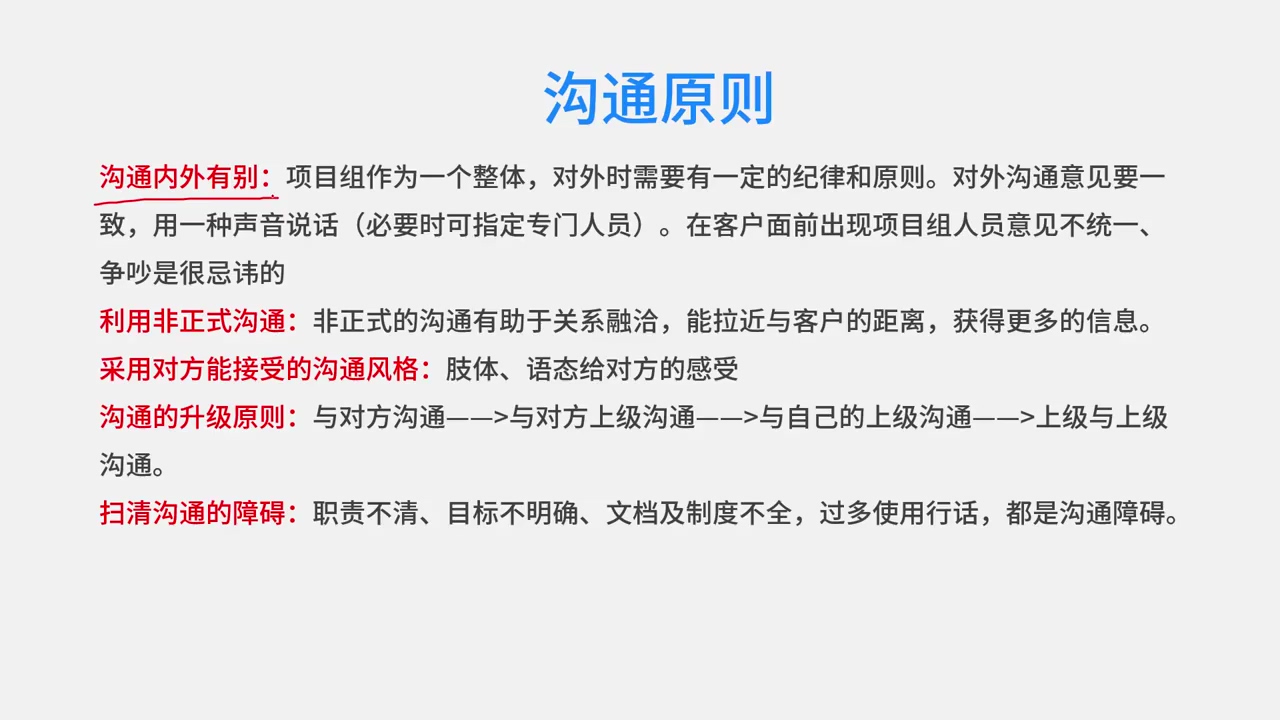 沟通原则
沟通内外有别：项目组作为一个整体，对外时需要有一定的纪律和原则。对外沟通意见要一
致，用一种声音说话（必要时可指定专门人员）。在客户面前出现项目组人员意见不统一、
争吵是很忌讳的
利用非正式沟通：非正式的沟通有助于关系融洽，能拉近与客户的距离，获得更多的信息。
采用对方能接受的沟通风格：肢体、语态给对方的感受
沟通的升级原则：与对方沟通——>与对方上级沟通——>与自己的上级沟通——>上级与上级
沟通。
扫清沟通的障碍：职责不清、目标不明确、文档及制度不全，过多使用行话，都是沟通障碍。